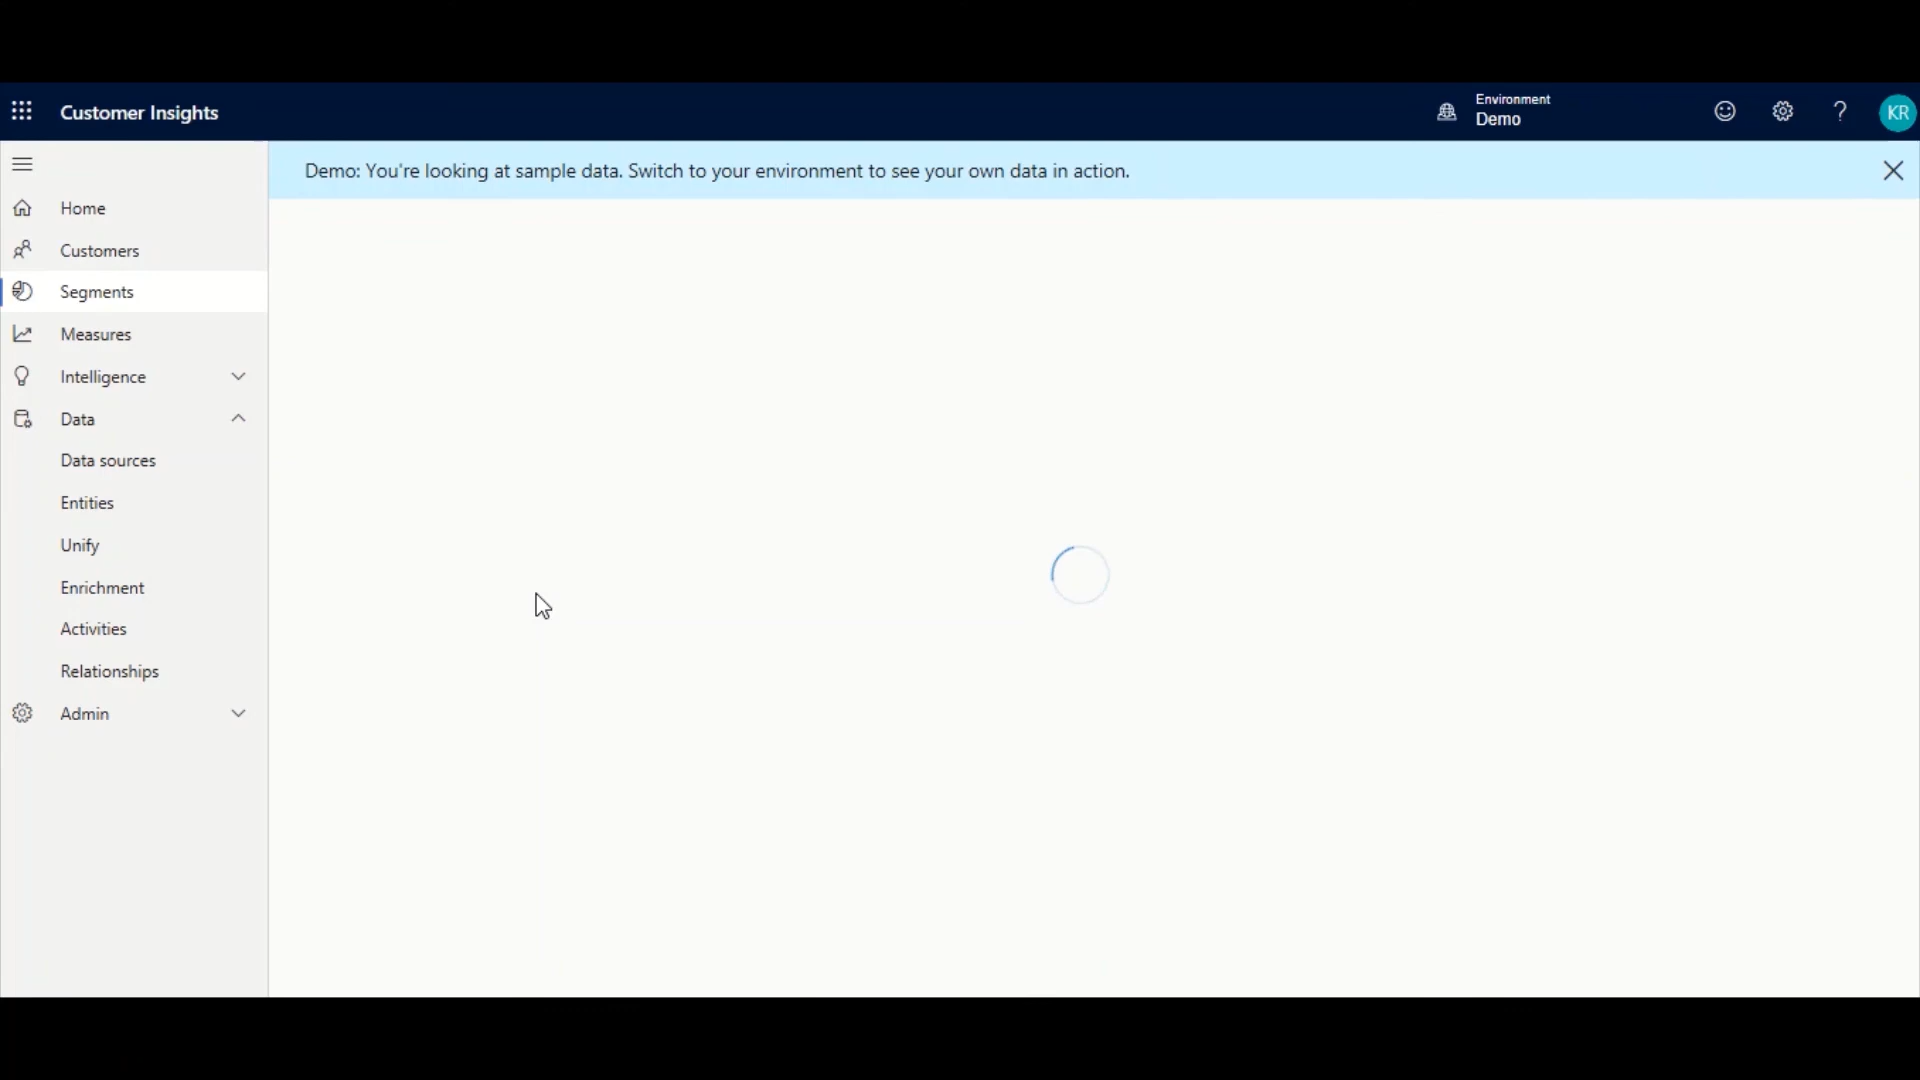 Customer Insights
Environment
Demo
KR
Demo: You're looking at sample data. Switch to your environment to see your own data in action.
Home
Customers
Segments
Measures
Intelligence
Data
Data sources
Entities
Unify
Enrichment
Activities
Relationships
Admin